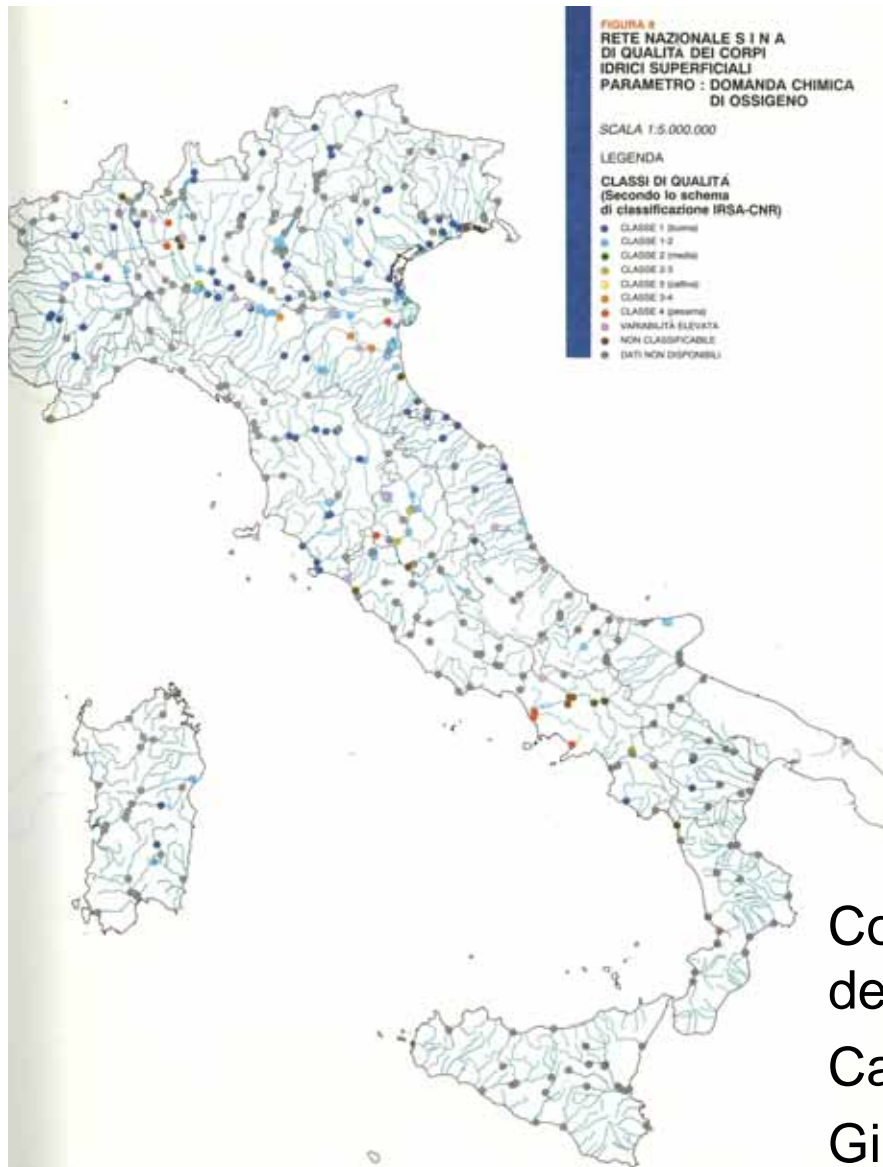 FIGURA 8
RETE NAZIONALE S I N A
DI QUALITÀ DEI CORPI
IDRICI SUPERFICIALI
PARAMETRO : DOMANDA CHIMICA
DI OSSIGENO
SCALA 1:5.000.000
LEGENDA
CLASSI DI QUALITÀ
(Secondo lo schema
di classificazione IRSA-CNR)
CLASSE 1 (buona)
CLASSE 1-2
CLASSE 2 (media)
CLASSE 2-3
CLASSE 3 (cattiva)
CLASSE 3-4
CLASSE 4 (pessima)
VARIABILITÀ ELEVATA
NON CLASSIFICABILE
DATI NON DISPONIBILI
Co
de
Ca
Gi